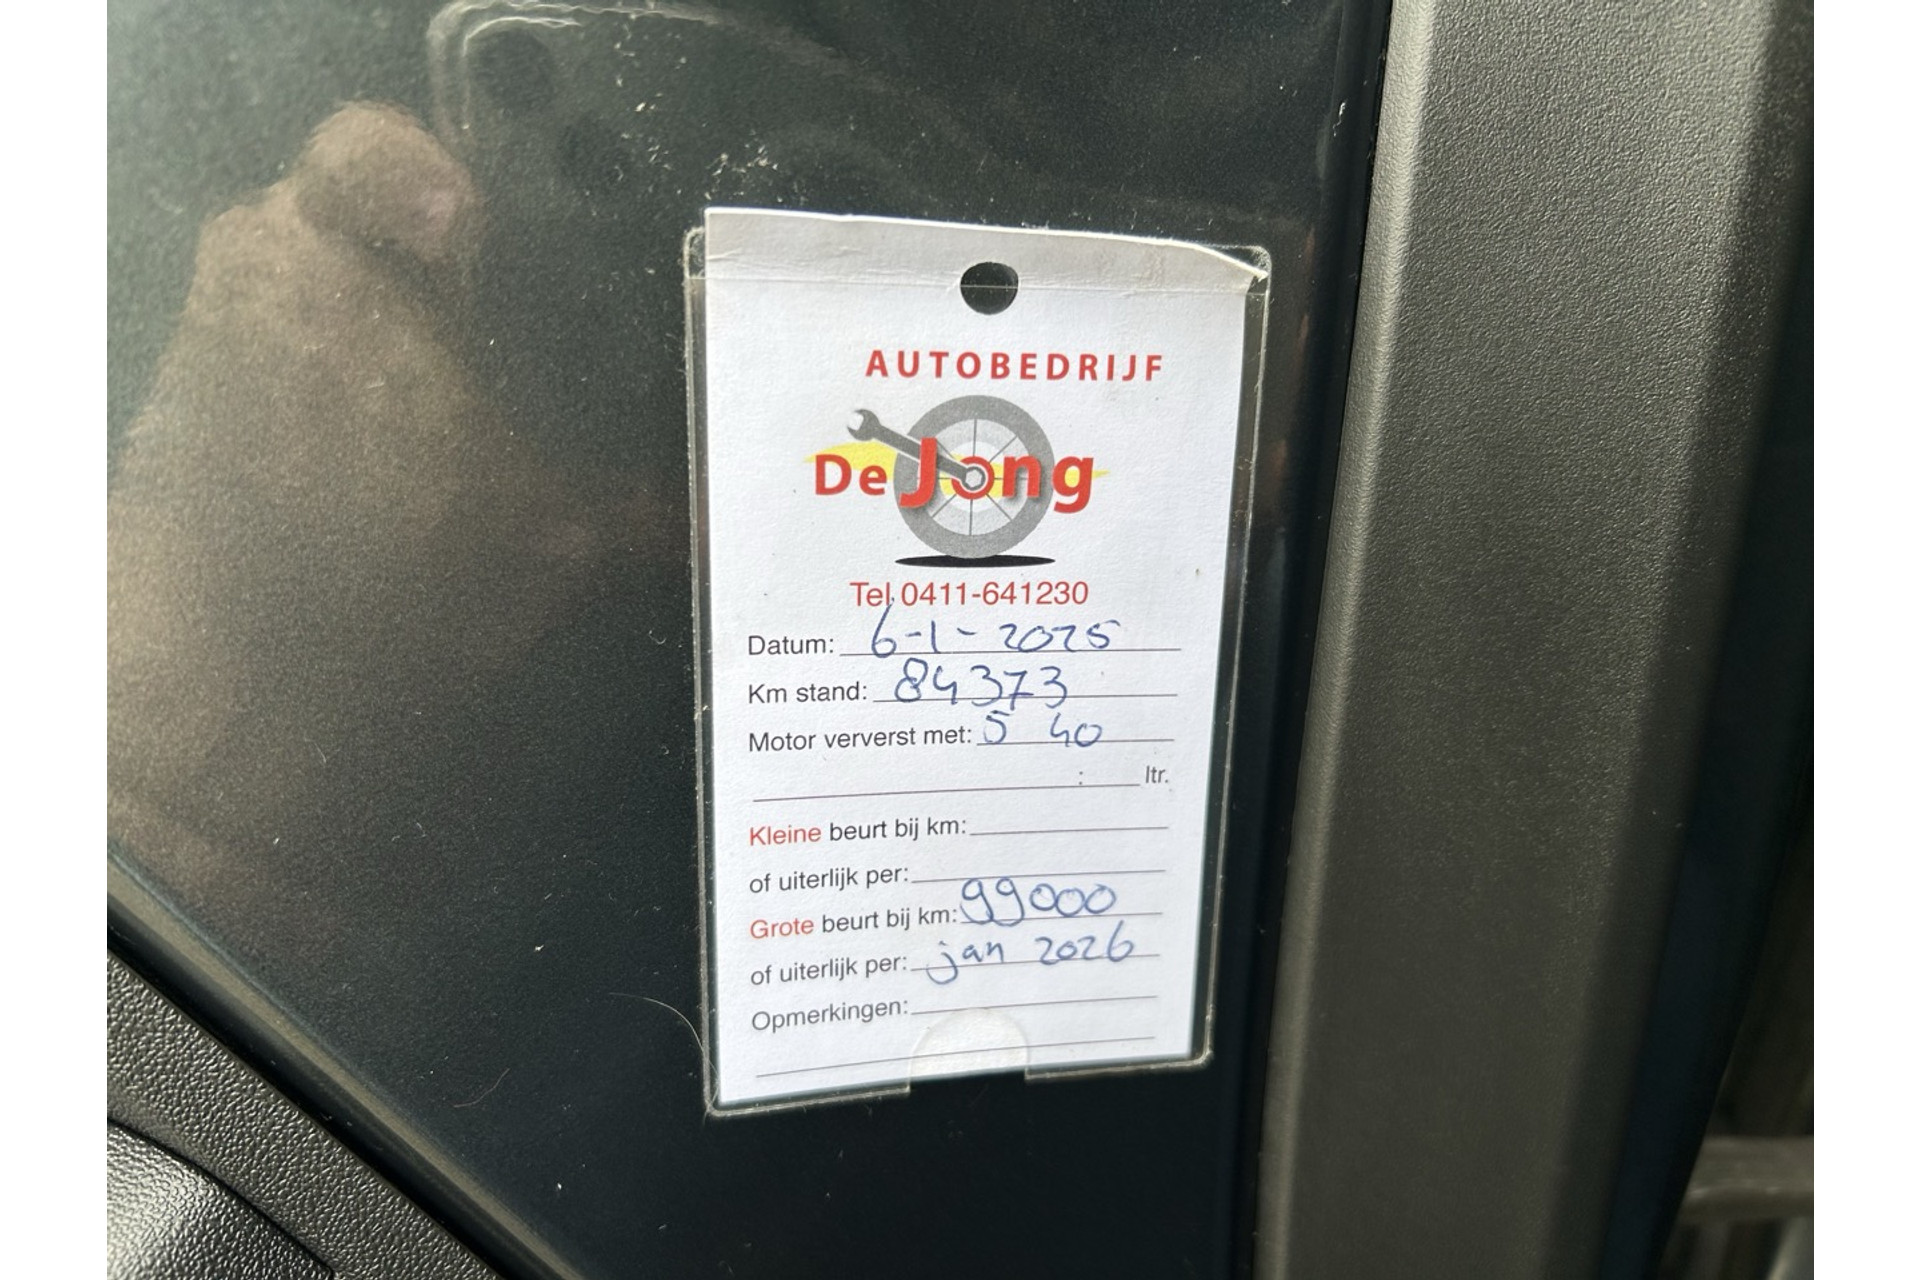 AUTOBEDRIJF
De Jong
Tel. 0411-641230
Datum: 6-1-2025
Km stand: 84373
Motor ververst met: 5 40
: ltr.
Kleine beurt bij km:
of uiterlijk per:
Grote beurt bij km: 99000
of uiterlijk per: jan 2026
Opmerkingen: